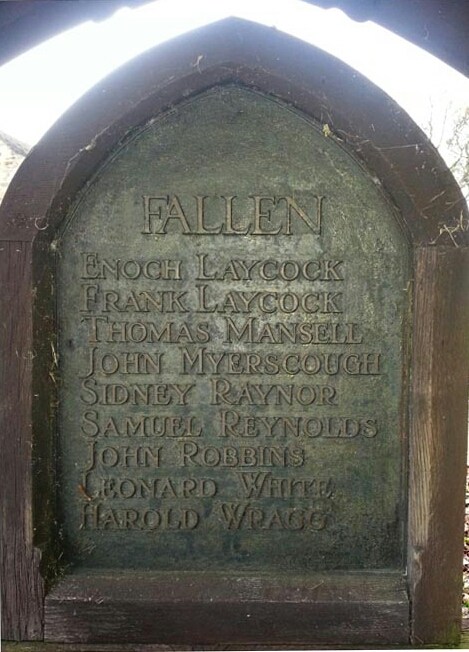 FALLEN
ENOCH LAYCOCK
FRANK LAYCOCK
THOMAS MANSELL
JOHN MYERSCOUGH
SIDNEY RAYNOR
SAMUEL REYNOLDS
JOHN ROBBINS
LEONARD WHITE
HAROLD WRAGG